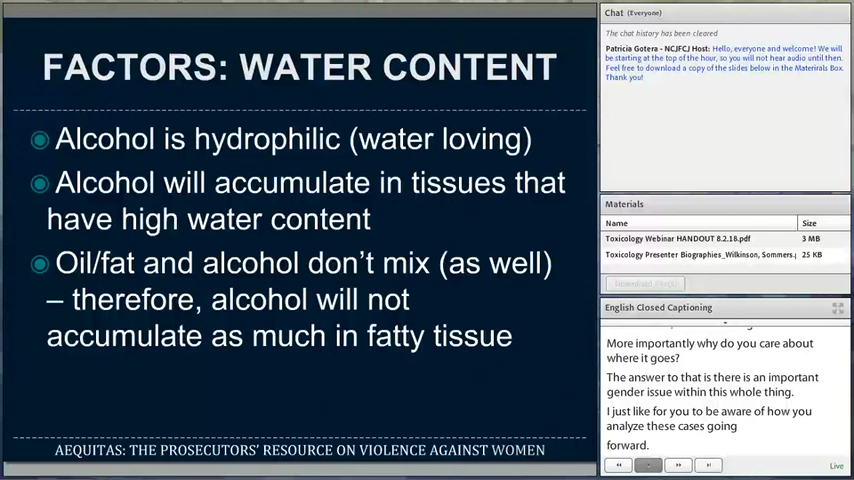 FACTORS: WATER CONTENT
Alcohol is hydrophilic (water loving)
Alcohol will accumulate in tissues that
have high water content
Oil/fat and alcohol don't mix (as well)
– therefore, alcohol will not
accumulate as much in fatty tissue
AEQUITAS: THE PROSECUTORS' RESOURCE ON VIOLENCE AGAINST WOMEN
Chat (Everyone)
The chat history has been cleared
Patricia Gotera - NCJFCJ Host: Hello, everyone and welcome! We will
be starting at the top of the hour, so you will not hear audio until then.
Feel free to download a copy of the slides below in the Materirals Box.
Thank you!
Materials
Name Size
Toxicology Webinar HANDOUT 8.2.18.pdf 3 MB
Toxicology Presenter Biographies_Wilkinson, Sommers.p 25 KB
English Closed Captioning
More importantly why do you care about
where it goes?
The answer to that is there is an important
gender issue within this whole thing.
I just like for you to be aware of how you
analyze these cases going
forward.
Live